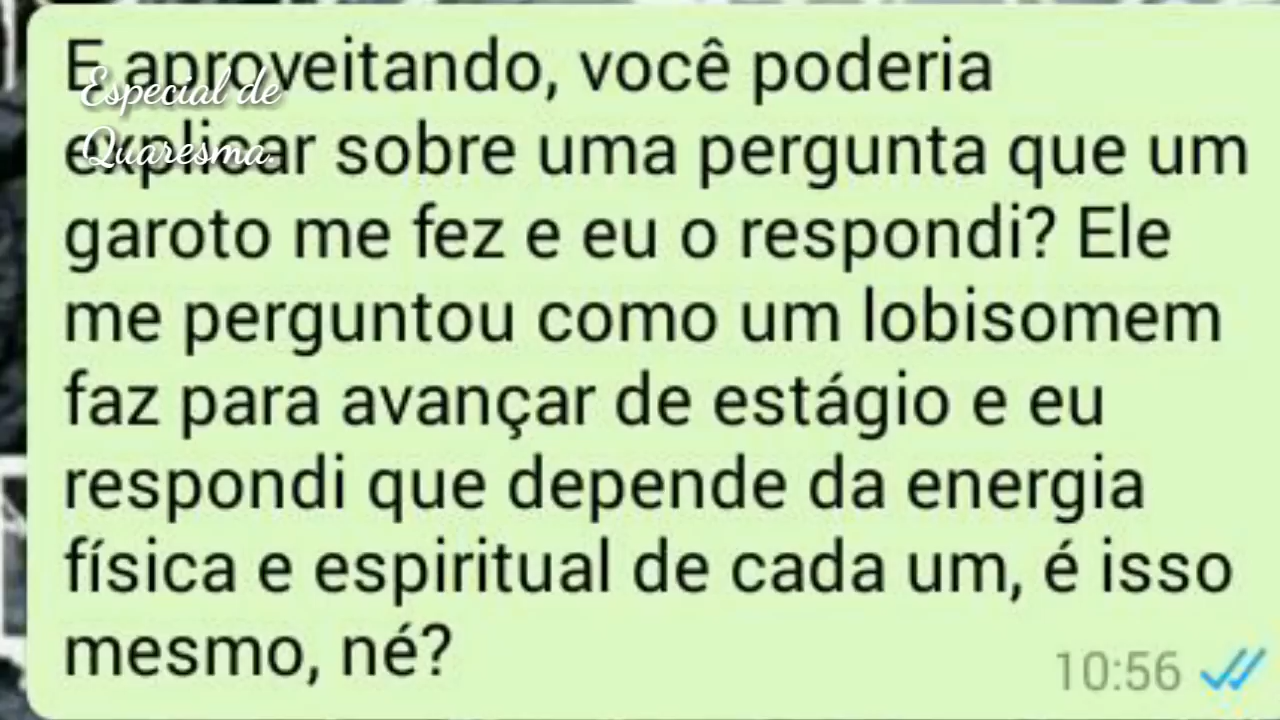 E aproveitando, você poderia
explicar sobre uma pergunta que um
garoto me fez e eu o respondi? Ele
me perguntou como um lobisomem
faz para avançar de estágio e eu
respondi que depende da energia
física e espiritual de cada um, é isso
mesmo, né?
10:56
Especial de
Quaresma.